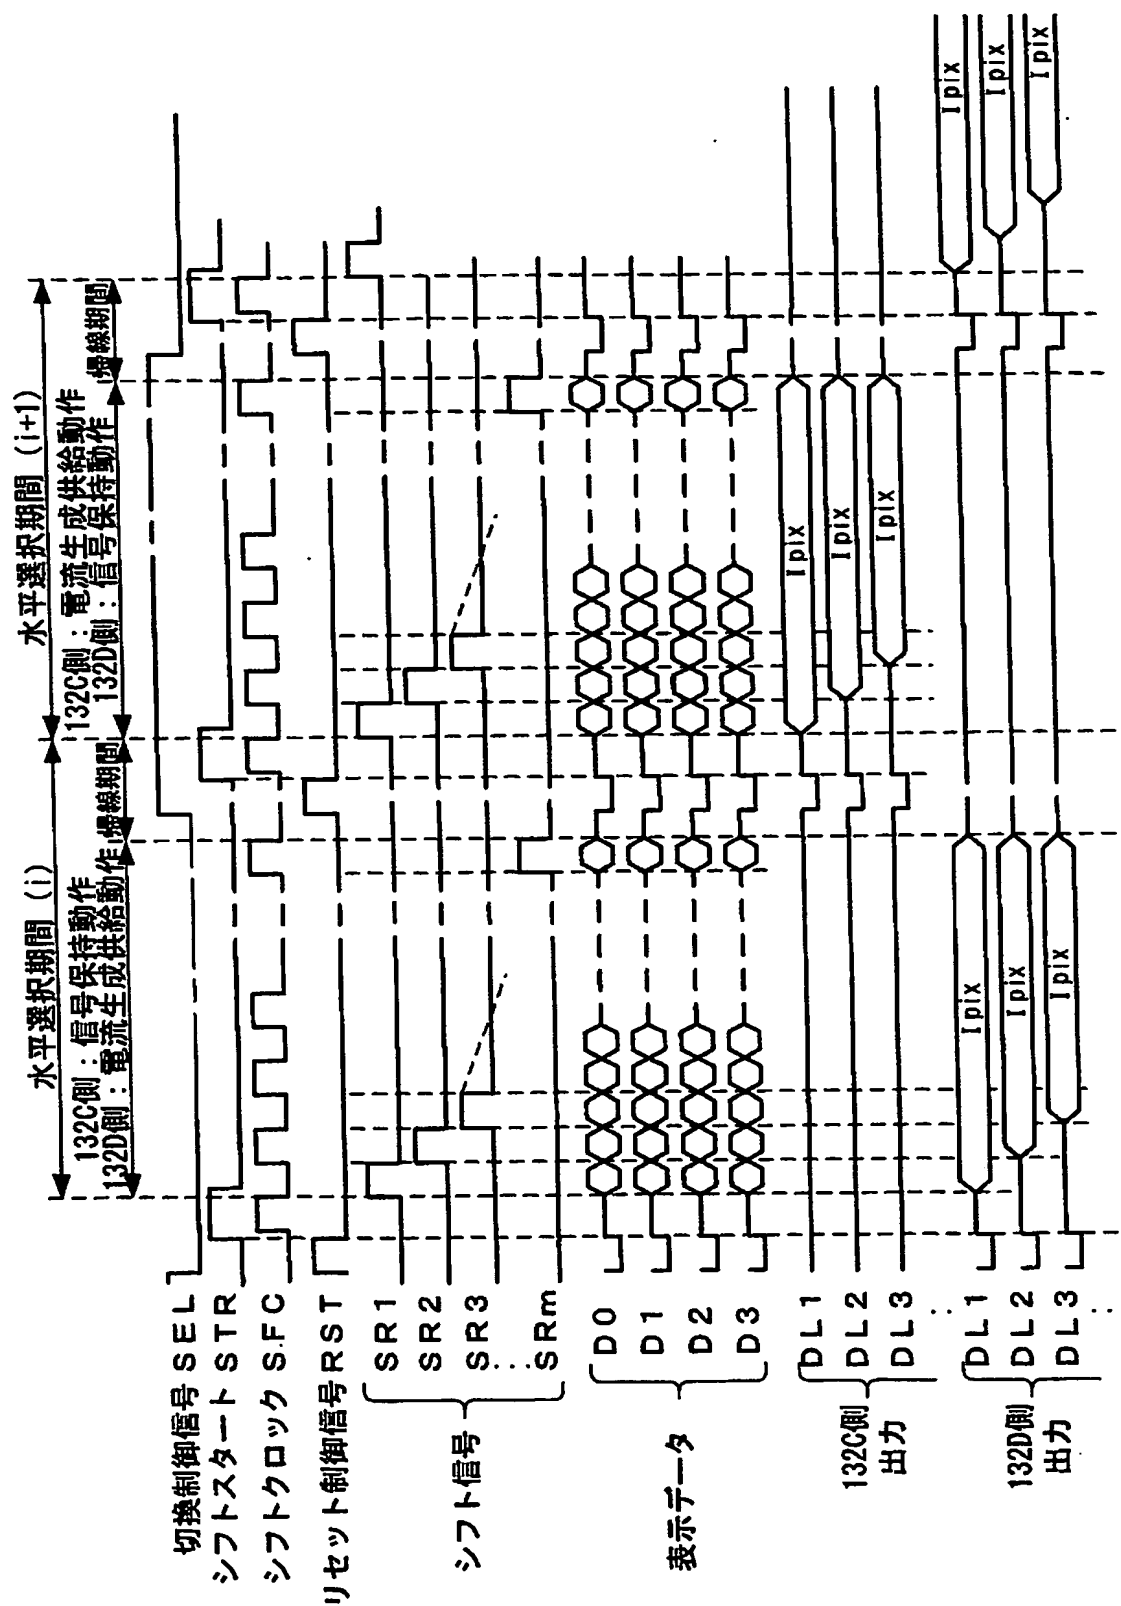 水平選択期間 (i)
水平選択期間 (i+1)
132C側:信号保持動作
132D側:電流生成供給動作
帰線期間
132C側:電流生成供給動作
132D側:信号保持動作
帰線期間
切換制御信号 SEL
シフトスタート STR
シフトクロック SFC
リセット制御信号 RST
シフト信号
SR1
SR2
SR3
SRm
表示データ
D0
D1
D2
D3
132C側
出力
DL1
DL2
DL3
Ipix
Ipix
Ipix
132D側
出力
DL1
DL2
DL3
Ipix
Ipix
Ipix
Ipix
Ipix
Ipix